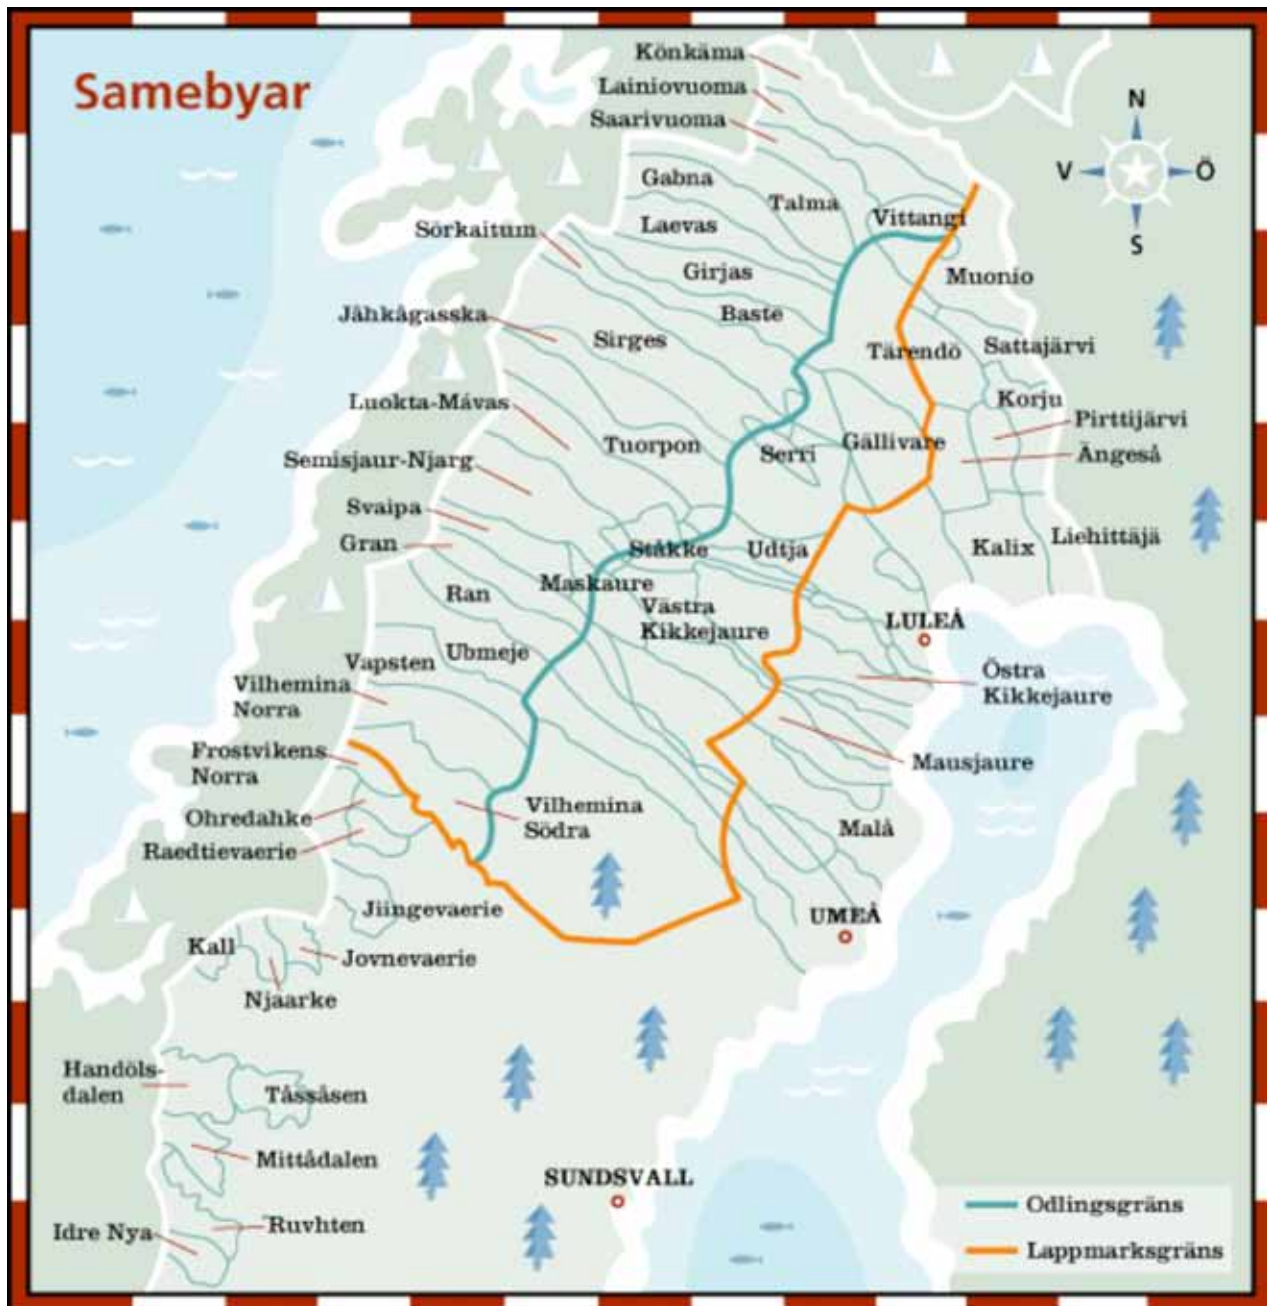 Samebyar
Könkäma
Lainiovuoma
Saarivuoma
N
V
Ö
S
Gabna
Talma
Vittangi
Laevas
Sörkaitum
Girjas
Muonio
Jåhkågasska
Baste
Sirges
Tärendö
Sattajärvi
Luokta-Mávas
Korju
Pirttijärvi
Tuorpon
Serri
Gällivare
Ängeså
Semisjaur-Njarg
Svaipa
Gran
Ståkke
Udtja
Kalix
Liehittäjä
Maskaure
Ran
Västra
Kikkejaure
LULEÅ
Ubmeje
Vapsten
Östra
Kikkejaure
Vilhemina
Norra
Frostvikens
Norra
Mausjaure
Ohredahke
Vilhemina
Södra
Raedtievaerie
Malå
Jiingevaerie
UMEÅ
Kall
Jovnevaerie
Njaarke
Handöls-
dalen
Tåssåsen
Mittådalen
SUNDSVALL
Idre Nya
Ruvhten
Odlingsgräns
Lappmarksgräns